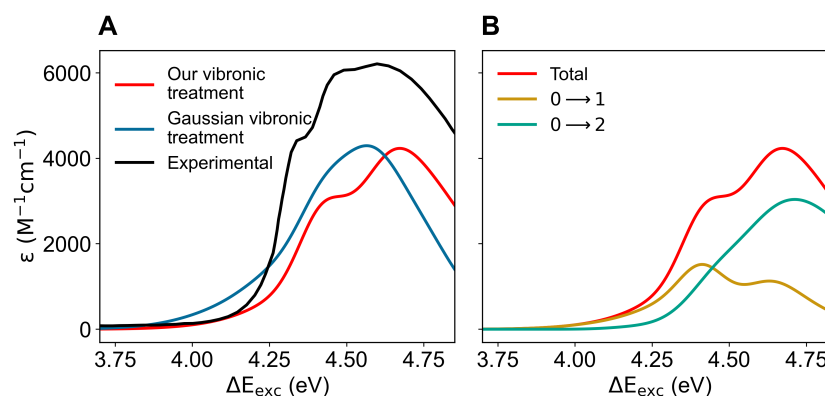 A
B
Our vibronic
treatment
Gaussian vibronic
treatment
Experimental
Total
0 ⟶ 1
0 ⟶ 2
6000
4000
2000
0
ε (M⁻¹cm⁻¹)
3.75 4.00 4.25 4.50 4.75
3.75 4.00 4.25 4.50 4.75
ΔE_exc (eV)
ΔE_exc (eV)